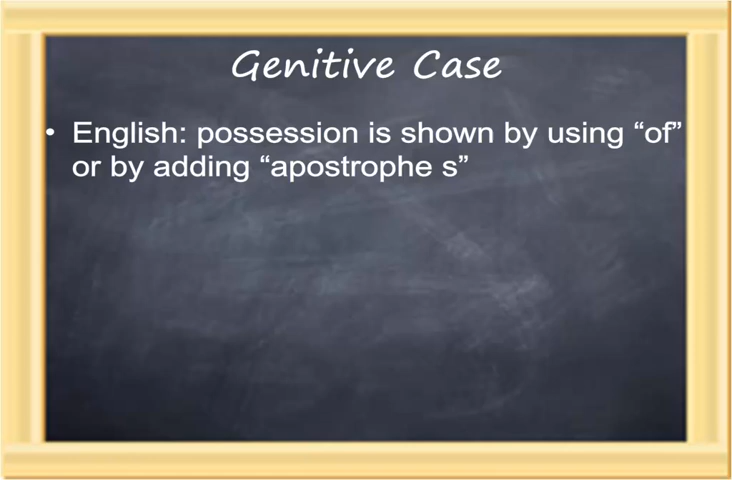 Genitive Case
• English: possession is shown by using “of”
or by adding “apostrophe s”